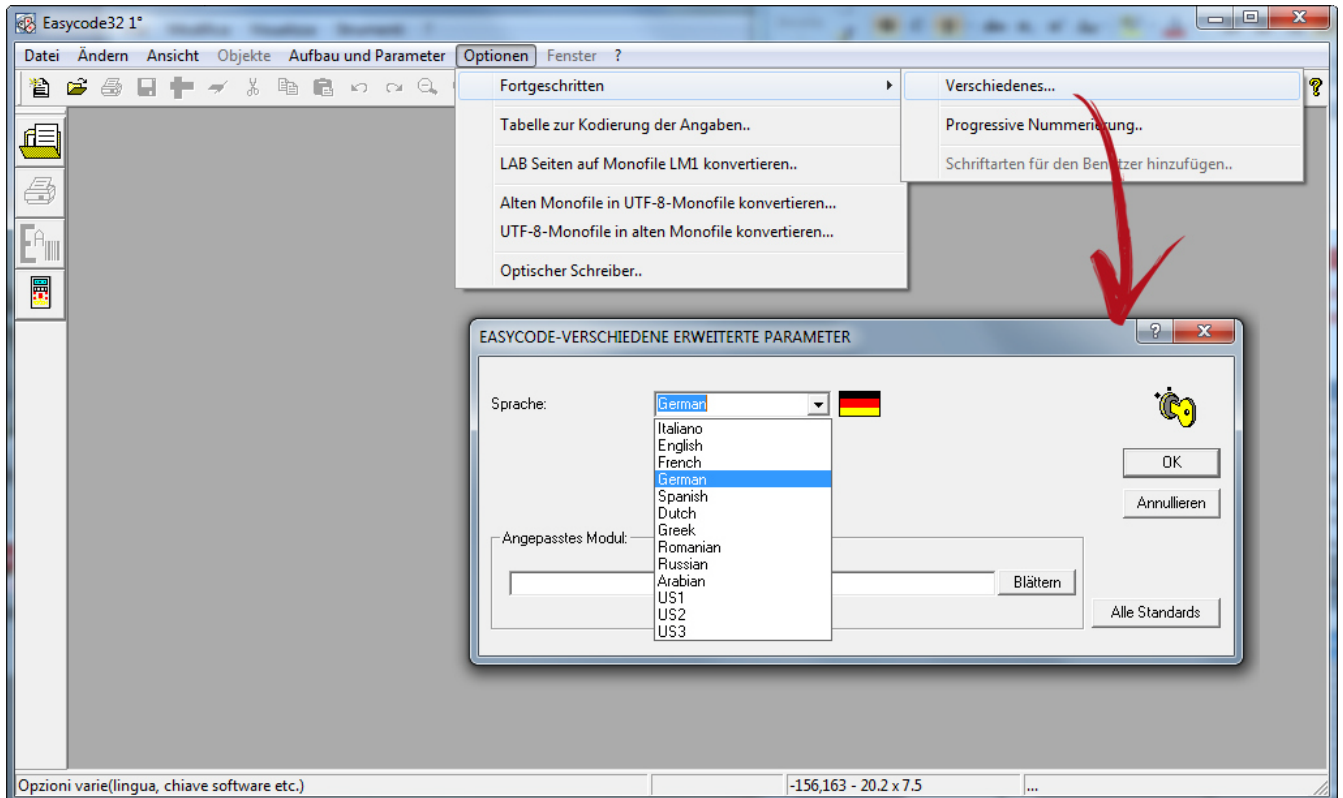 Easycode32 1°
Datei Ändern Ansicht Objekte Aufbau und Parameter Optionen Fenster ?
Fortgeschritten
Tabelle zur Kodierung der Angaben..
LAB Seiten auf Monofile LM1 konvertieren..
Alten Monofile in UTF-8-Monofile konvertieren...
UTF-8-Monofile in alten Monofile konvertieren...
Optischer Schreiber..
Verschiedenes...
Progressive Nummerierung..
Schriftarten für den Benutzer hinzufügen..
EASYCODE-VERSCHIEDENE ERWEITERTE PARAMETER
Sprache:
German
Italiano
English
French
German
Spanish
Dutch
Greek
Romanian
Russian
Arabian
US1
US2
US3
OK
Annullieren
Angepasstes Modul:
Blättern
Alle Standards
Opzioni varie(lingua, chiave software etc.)
-156,163 - 20.2 x 7.5
...